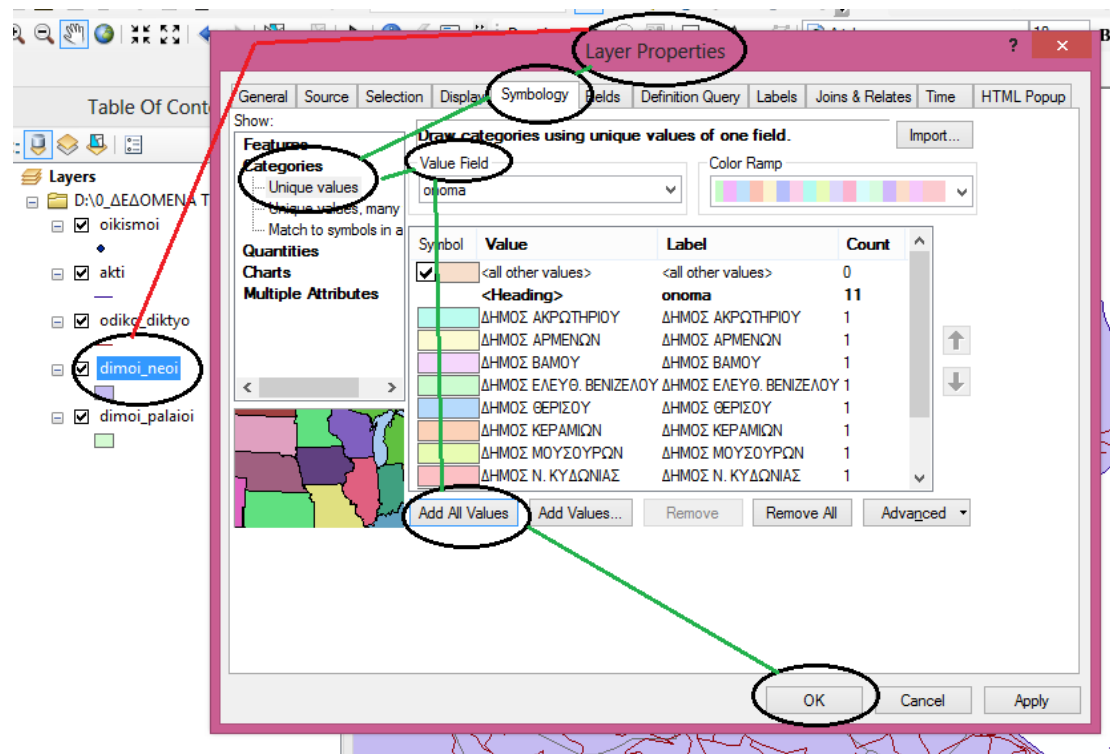 Layer Properties
? ×
General Source Selection Display Symbology Fields Definition Query Labels Joins & Relates Time HTML Popup
Table Of Conte
Show:
Features
Categories
Unique values
Unique values, many
Match to symbols in a
Quantities
Charts
Multiple Attributes
Draw categories using unique values of one field.
Import...
Value Field
onoma
Color Ramp
Symbol Value Label Count
<all other values> <all other values> 0
<Heading> onoma 11
ΔΗΜΟΣ ΑΚΡΩΤΗΡΙΟΥ ΔΗΜΟΣ ΑΚΡΩΤΗΡΙΟΥ 1
ΔΗΜΟΣ ΑΡΜΕΝΩΝ ΔΗΜΟΣ ΑΡΜΕΝΩΝ 1
ΔΗΜΟΣ ΒΑΜΟΥ ΔΗΜΟΣ ΒΑΜΟΥ 1
ΔΗΜΟΣ ΕΛΕΥΘ. ΒΕΝΙΖΕΛΟΥ ΔΗΜΟΣ ΕΛΕΥΘ. ΒΕΝΙΖΕΛΟΥ 1
ΔΗΜΟΣ ΘΕΡΙΣΟΥ ΔΗΜΟΣ ΘΕΡΙΣΟΥ 1
ΔΗΜΟΣ ΚΕΡΑΜΙΩΝ ΔΗΜΟΣ ΚΕΡΑΜΙΩΝ 1
ΔΗΜΟΣ ΜΟΥΣΟΥΡΩΝ ΔΗΜΟΣ ΜΟΥΣΟΥΡΩΝ 1
ΔΗΜΟΣ Ν. ΚΥΔΩΝΙΑΣ ΔΗΜΟΣ Ν. ΚΥΔΩΝΙΑΣ 1
Add All Values Add Values... Remove Remove All Advanced
OK Cancel Apply
Layers
D:\0_ΔΕΔΟΜΕΝΑ Τ
oikismoi
akti
odiko_diktyo
dimoi_neoi
dimoi_palaioi